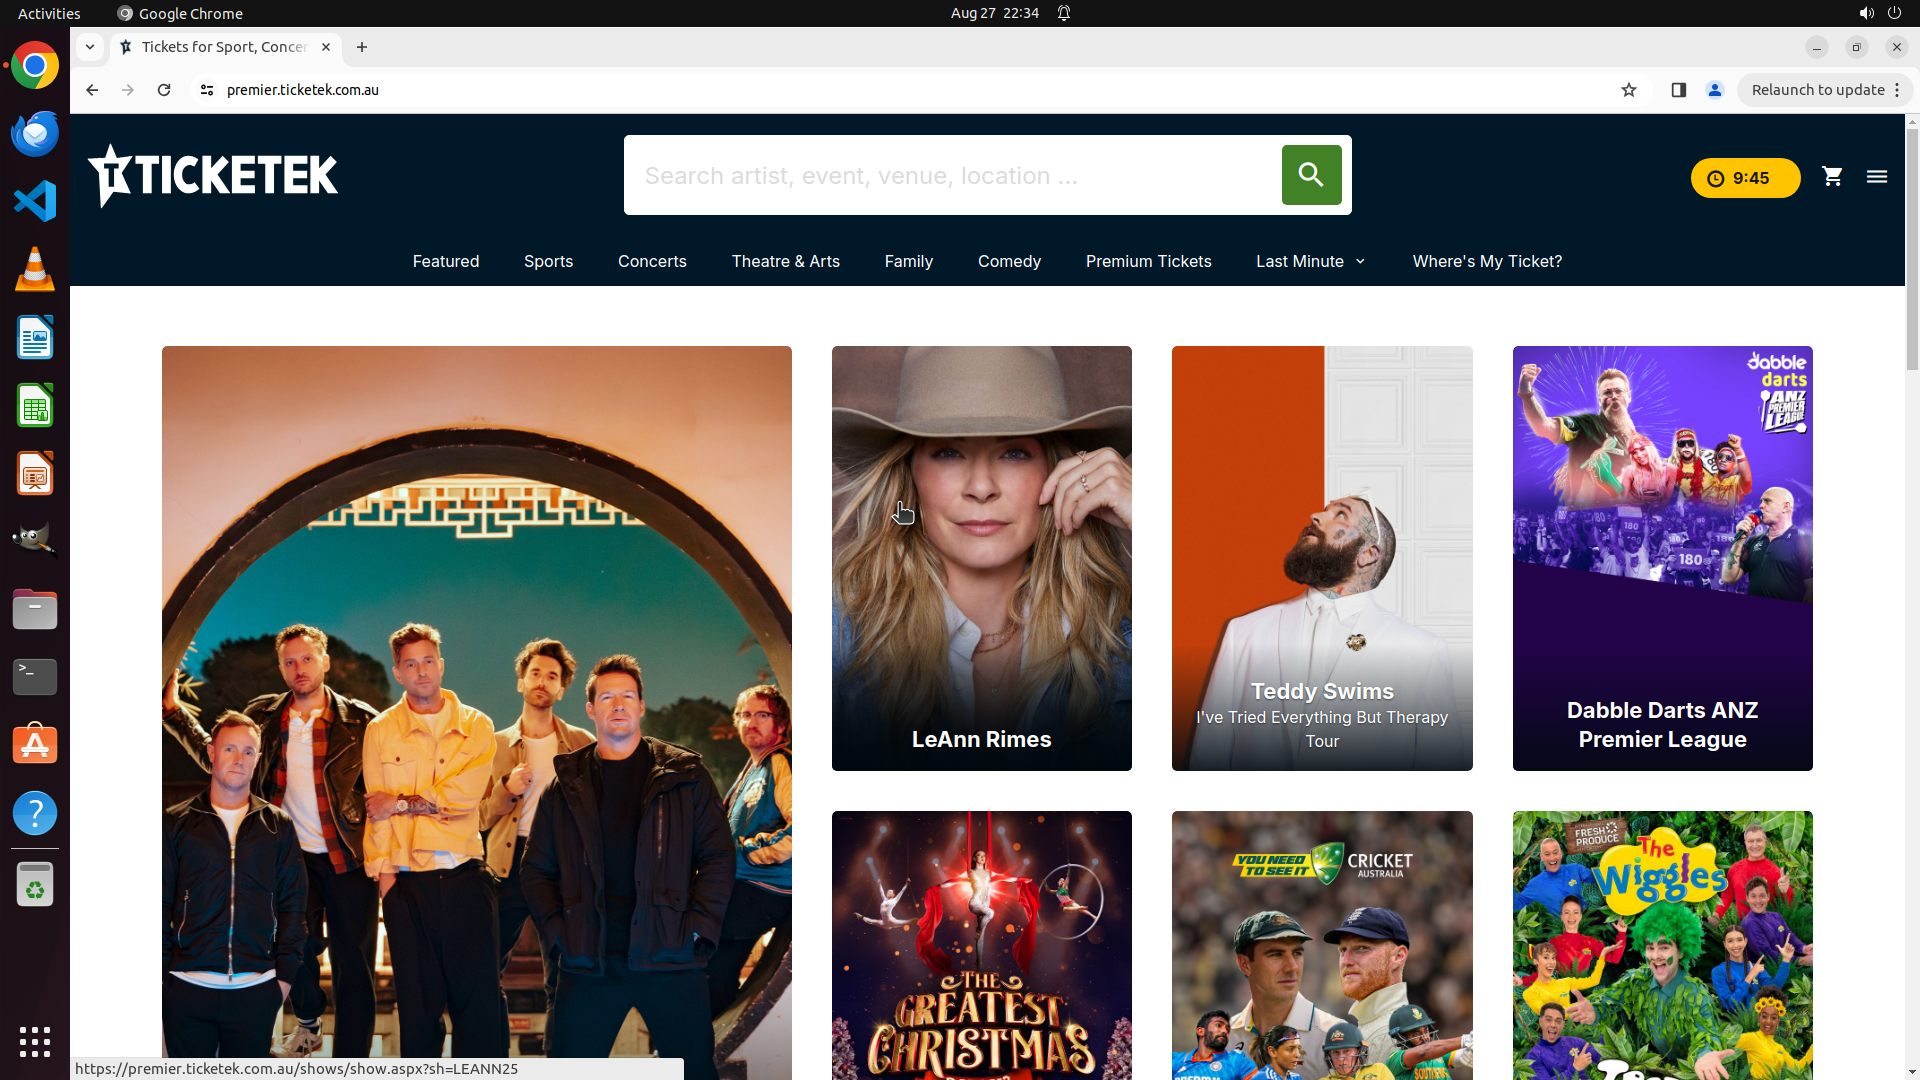 Activities
Google Chrome
Aug 27 22:34
Tickets for Sport, Concer
premier.ticketek.com.au
Relaunch to update
TICKETEK
Search artist, event, venue, location ...
9:45
Featured
Sports
Concerts
Theatre & Arts
Family
Comedy
Premium Tickets
Last Minute
Where's My Ticket?
LeAnn Rimes
Teddy Swims
I've Tried Everything But Therapy
Tour
dabble
darts
ANZ
PREMIER
LEAGUE
180
180
180
Dabble Darts ANZ
Premier League
THE
GREATEST
CHRISTMAS
YOU NEED
TO SEE IT
CRICKET
AUSTRALIA
FRESH
PRODUCE
The
Wiggles
https://premier.ticketek.com.au/shows/show.aspx?sh=LEANN25